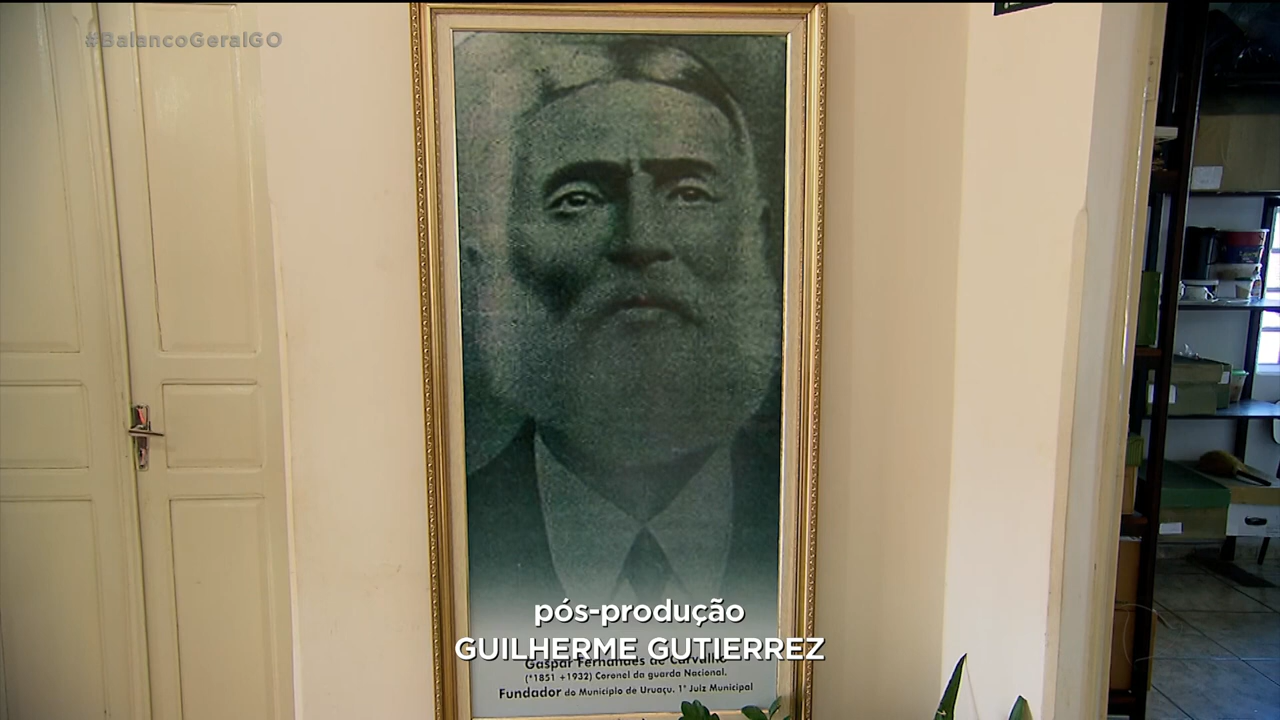 #BalancoGeralGO
pós-produção
GUILHERME GUTIERREZ
Gaspar Fernandes de Carvalho
(*1851 +1932) Coronel da guarda Nacional.
Fundador do Município de Uruaçu. 1º Juiz Municipal